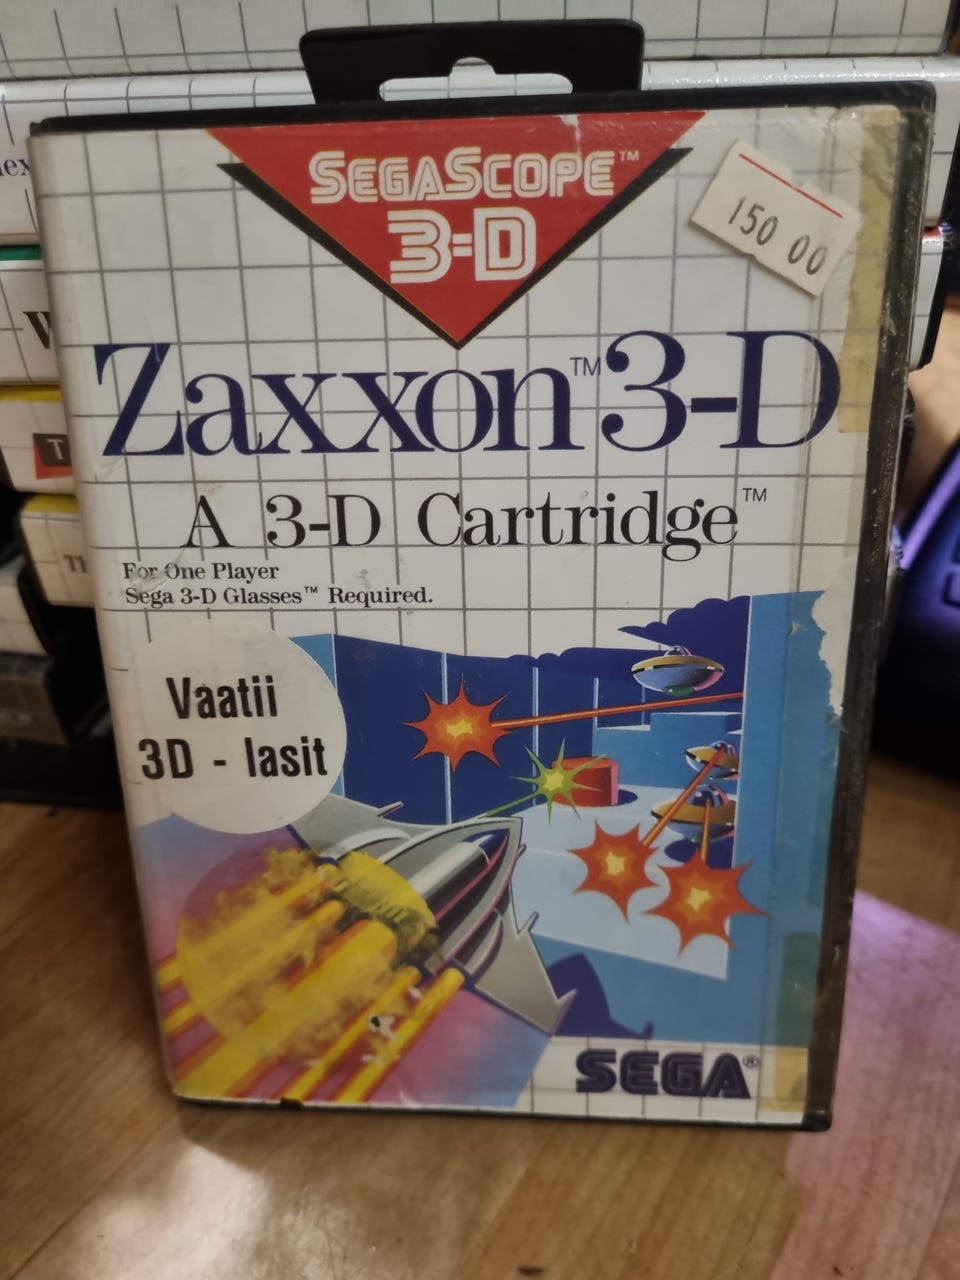 SEGASCOPE™
3-D
150 00
Zaxxon™ 3-D
A 3-D Cartridge™
For One Player
Sega 3-D Glasses™ Required.
Vaatii
3D - lasit
SEGA®